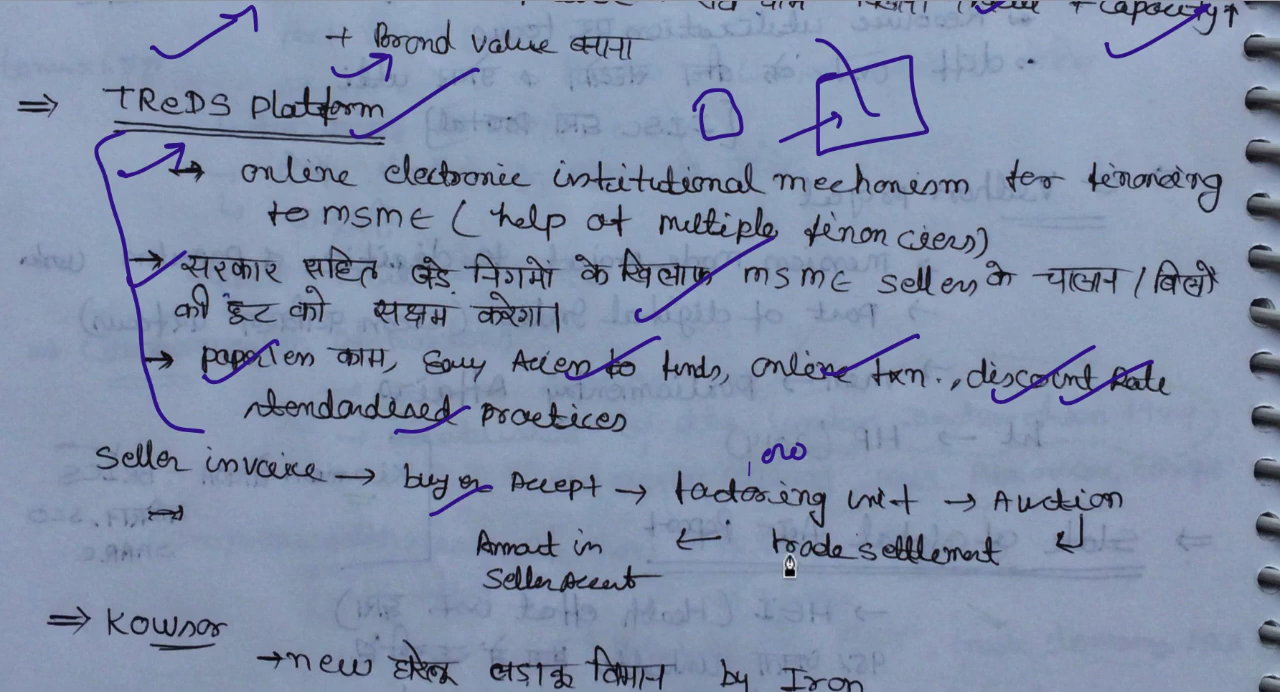 + Capacity↑
+ Brand value बनाना
⇒ TReDS Platform
→ online electronic institutional mechanism for financing
to MSME ( help of multiple financiers)
→ सरकार सहित बड़े निगमो के खिलाफ MSME sellers के चालान / बिलों
की छूट को सक्षम करेगा।
→ paperless काम, Easy Access to funds, online txn., discount Rate
standardised practices
Seller invoice → buyer Accept → factoring unit → Auction
Amount in ← trade settlement ↵
Seller Account
⇒ Kowsar
→ new घरेलू लड़ाकू विमान by Iran